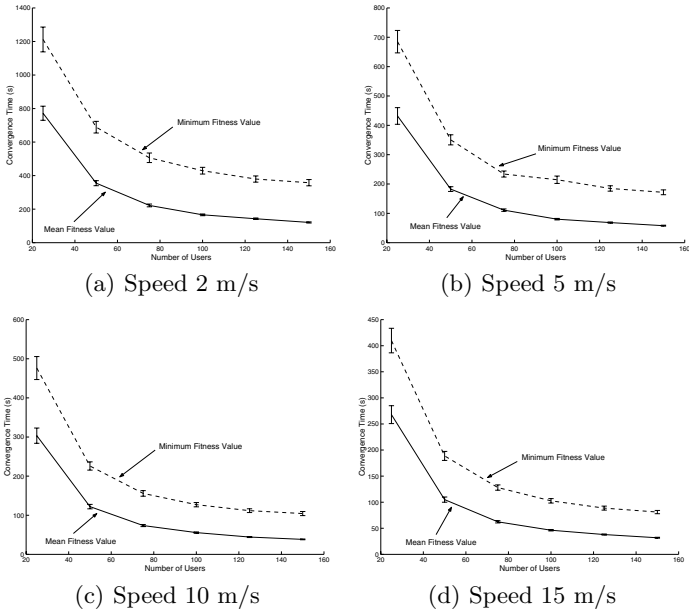 1400
1200
1000
800
600
400
200
0
20 40 60 80 100 120 140 160
Convergence Time (s)
Number of Users
Minimum Fitness Value
Mean Fitness Value
(a) Speed 2 m/s
800
700
600
500
400
300
200
100
0
20 40 60 80 100 120 140 160
Convergence Time (s)
Number of Users
Minimum Fitness Value
Mean Fitness Value
(b) Speed 5 m/s
600
500
400
300
200
100
0
20 40 60 80 100 120 140 160
Convergence Time (s)
Number of Users
Minimum Fitness Value
Mean Fitness Value
(c) Speed 10 m/s
450
400
350
300
250
200
150
100
50
0
20 40 60 80 100 120 140 160
Convergence Time (s)
Number of Users
Minimum Fitness Value
Mean Fitness Value
(d) Speed 15 m/s